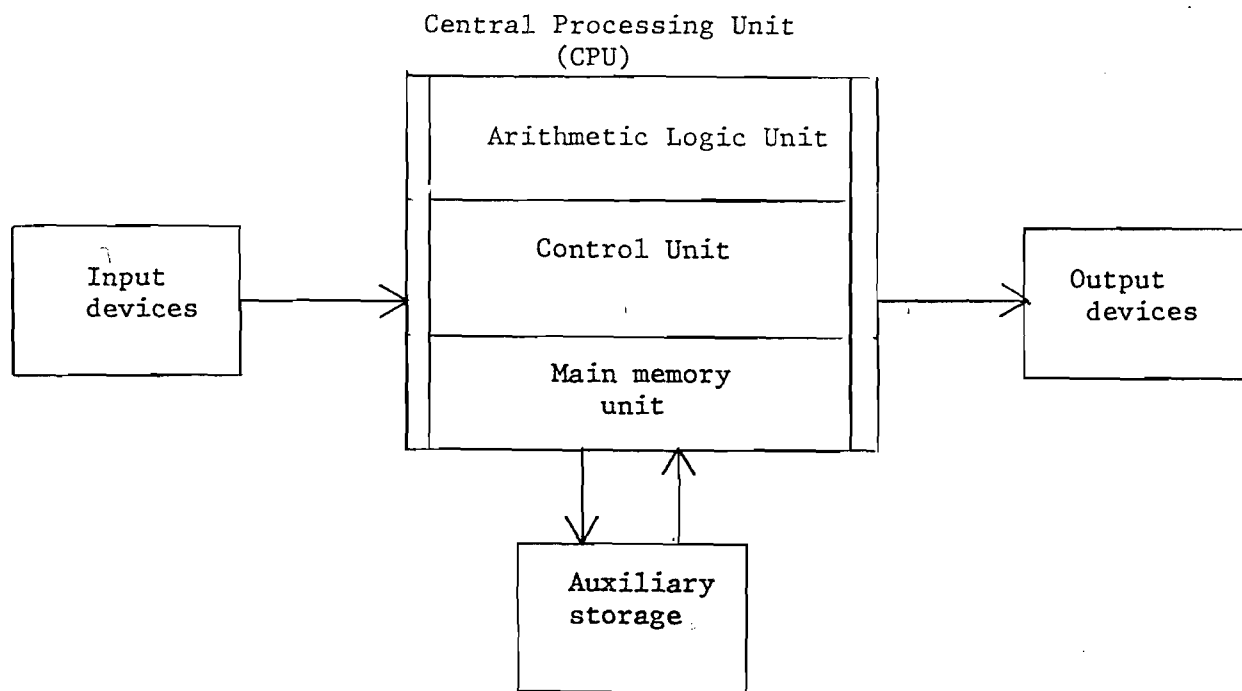 Central Processing Unit
(CPU)
Arithmetic Logic Unit
Control Unit
Input
devices
Output
devices
Main memory
unit
Auxiliary
storage